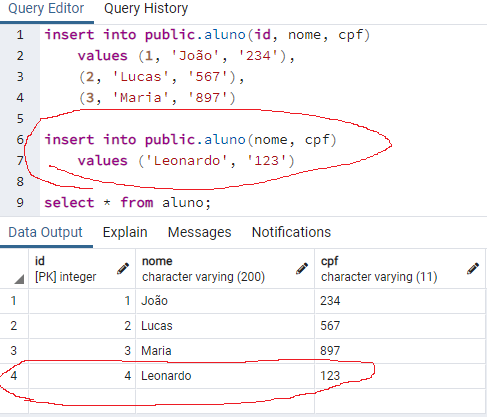 Query Editor Query History
1 insert into public.aluno(id, nome, cpf)
2 values (1, 'João', '234'),
3 (2, 'Lucas', '567'),
4 (3, 'Maria', '897')
5
6 insert into public.aluno(nome, cpf)
7 values ('Leonardo', '123')
8
9 select * from aluno;
Data Output Explain Messages Notifications
id nome cpf
[PK] integer character varying (200) character varying (11)
1 1 João 234
2 2 Lucas 567
3 3 Maria 897
4 4 Leonardo 123